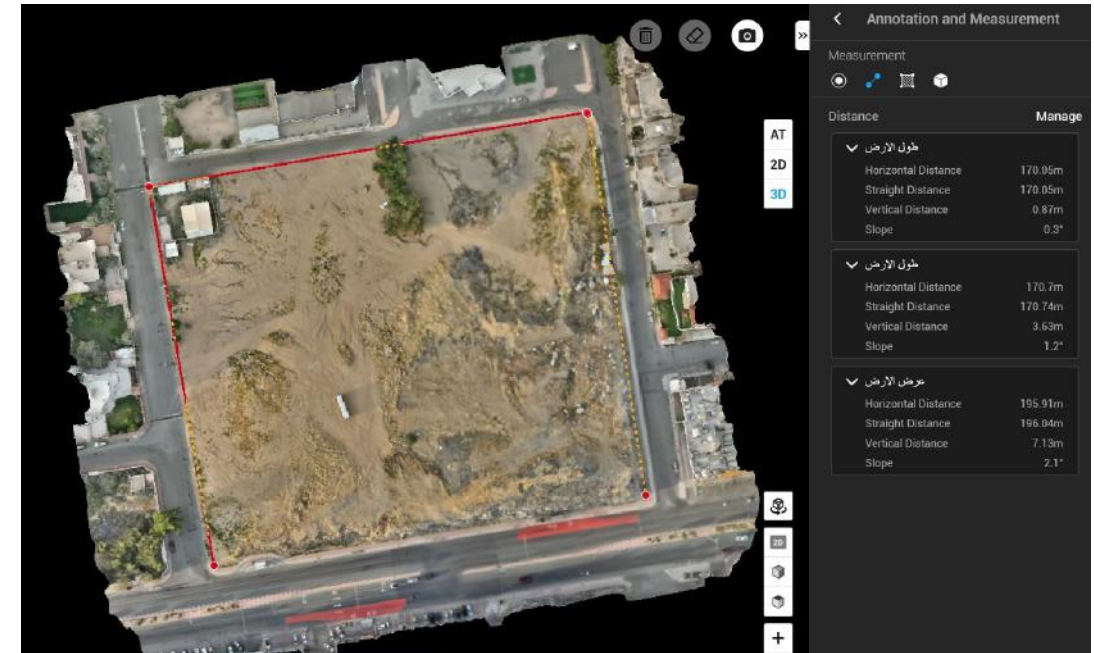 Annotation and Measurement
Measurement
Distance Manage
طول الارض
Horizontal Distance 170.05m
Straight Distance 170.05m
Vertical Distance 0.87m
Slope 0.3°
طول الارض
Horizontal Distance 170.7m
Straight Distance 170.74m
Vertical Distance 3.63m
Slope 1.2°
عرض الارض
Horizontal Distance 195.91m
Straight Distance 196.04m
Vertical Distance 7.13m
Slope 2.1°
AT
2D
3D
2D